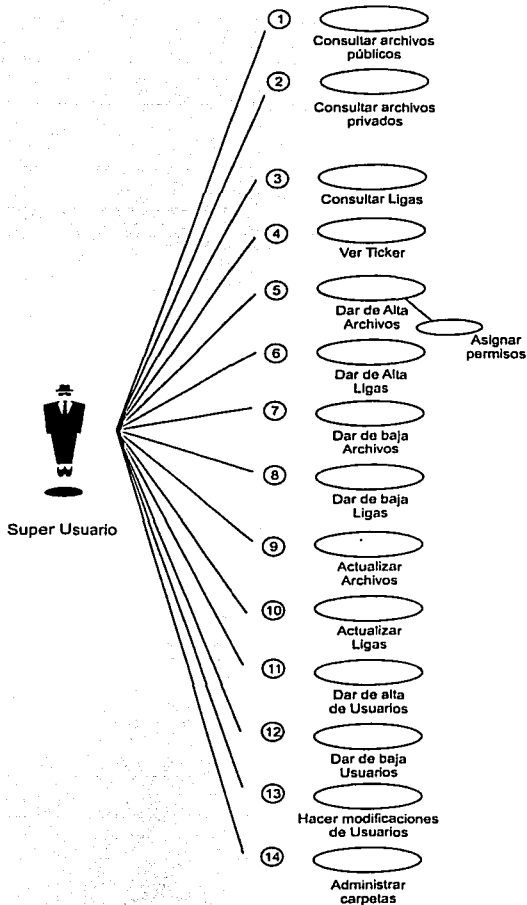 1
Consultar archivos
públicos
2
Consultar archivos
privados
3
Consultar Ligas
4
Ver Ticker
5
Dar de Alta
Archivos
Asignar
permisos
6
Dar de Alta
Ligas
7
Dar de baja
Archivos
8
Dar de baja
Ligas
Super Usuario
9
Actualizar
Archivos
10
Actualizar
Ligas
11
Dar de alta
de Usuarios
12
Dar de baja
Usuarios
13
Hacer modificaciones
de Usuarios
14
Administrar
carpetas